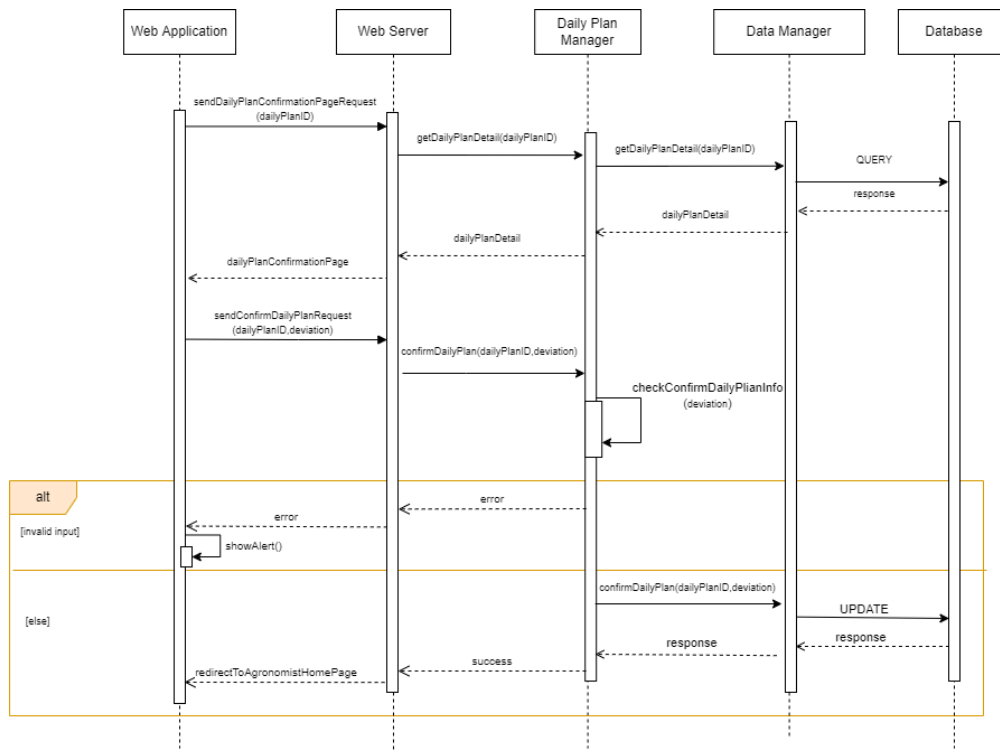 Web Application
Web Server
Daily Plan
Manager
Data Manager
Database
sendDailyPlanConfirmationPageRequest
(dailyPlanID)
getDailyPlanDetail(dailyPlanID)
getDailyPlanDetail(dailyPlanID)
QUERY
response
dailyPlanDetail
dailyPlanDetail
dailyPlanConfirmationPage
sendConfirmDailyPlanRequest
(dailyPlanID,deviation)
confirmDailyPlan(dailyPlanID,deviation)
checkConfirmDailyPlianInfo
(deviation)
alt
error
error
[invalid input]
showAlert()
confirmDailyPlan(dailyPlanID,deviation)
UPDATE
[else]
response
response
success
redirectToAgronomistHomePage